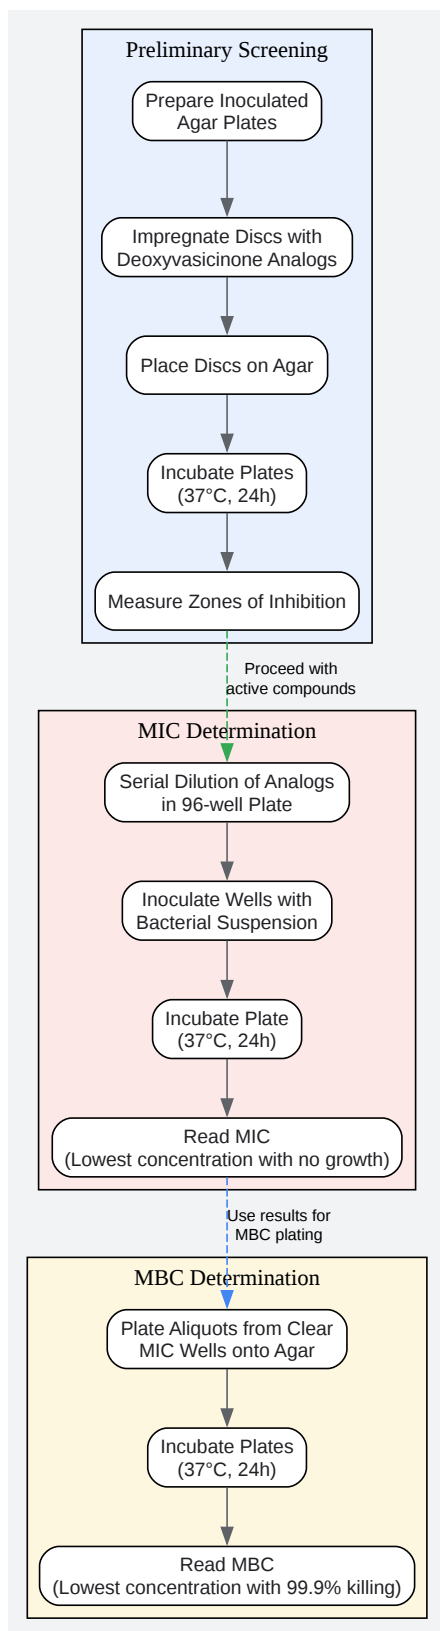 Preliminary Screening
Prepare Inoculated
Agar Plates
Impregnate Discs with
Deoxyvasicinone Analogs
Place Discs on Agar
Incubate Plates
(37°C, 24h)
Measure Zones of Inhibition
Proceed with
active compounds
MIC Determination
Serial Dilution of Analogs
in 96-well Plate
Inoculate Wells with
Bacterial Suspension
Incubate Plate
(37°C, 24h)
Read MIC
(Lowest concentration with no growth)
Use results for
MBC plating
MBC Determination
Plate Aliquots from Clear
MIC Wells onto Agar
Incubate Plates
(37°C, 24h)
Read MBC
(Lowest concentration with 99.9% killing)